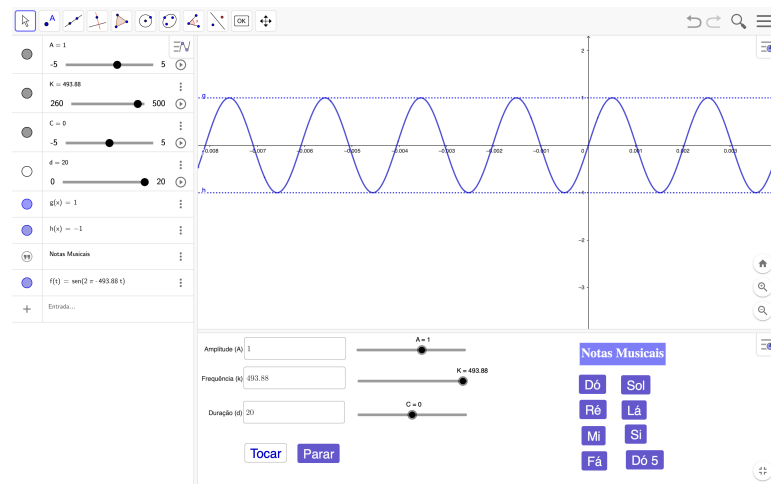 A
OK
A = 1
-5 5
K = 493.88
260 500
C = 0
-5 5
d = 20
0 20
g(x) = 1
h(x) = −1
Notas Musicais
f(t) = sen(2 π · 493.88 t)
Entrada...
2
1
g
-0.008 -0.007 -0.006 -0.005 -0.004 -0.003 -0.002 -0.001 0 0.001 0.002 0.003
h
-1
-2
-3
Amplitude (A) 1
A = 1
Frequência (k) 493.88
K = 493.88
Duração (d) 20
C = 0
Tocar Parar
Notas Musicais
Dó Sol
Ré Lá
Mi Si
Fá Dó 5